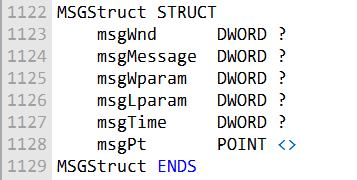 1122 MSGStruct STRUCT
1123     msgWnd      DWORD ?
1124     msgMessage  DWORD ?
1125     msgWparam   DWORD ?
1126     msgLparam   DWORD ?
1127     msgTime     DWORD ?
1128     msgPt       POINT <>
1129 MSGStruct ENDS